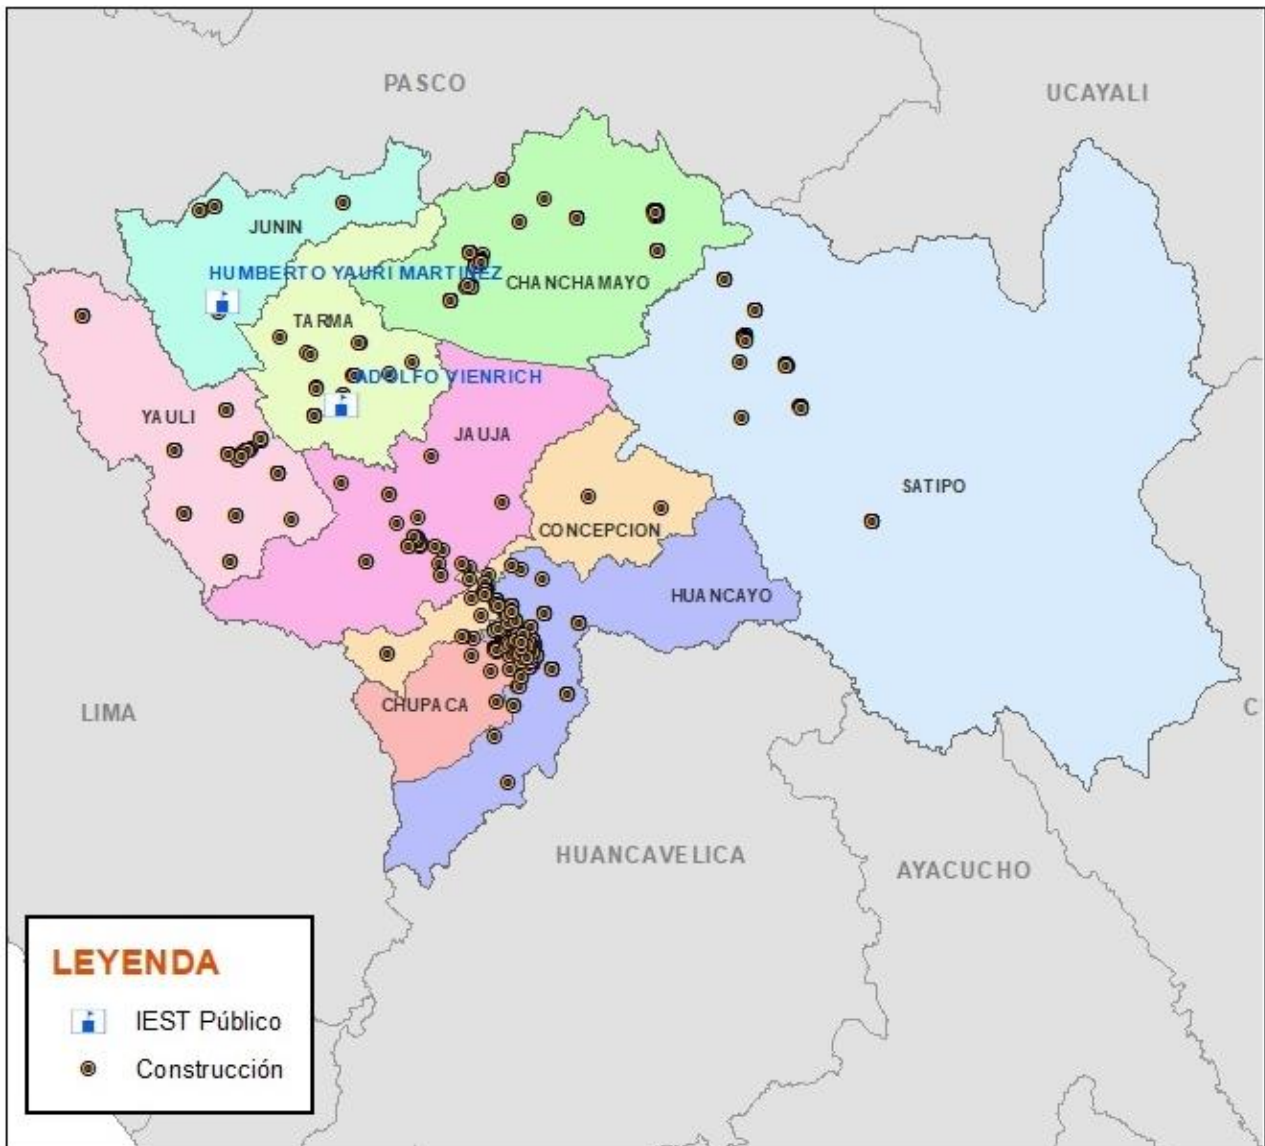 PASCO
UCAYALI
JUNIN
HUMBERTO YAURI MARTINEZ
CHANCHAMAYO
TARMA
ADOLFO VIENRICH
YAULI
JAUJA
SATIPO
CONCEPCION
HUANCAYO
CHUPACA
LIMA
C
HUANCAVELICA
AYACUCHO
LEYENDA
IEST Público
Construcción